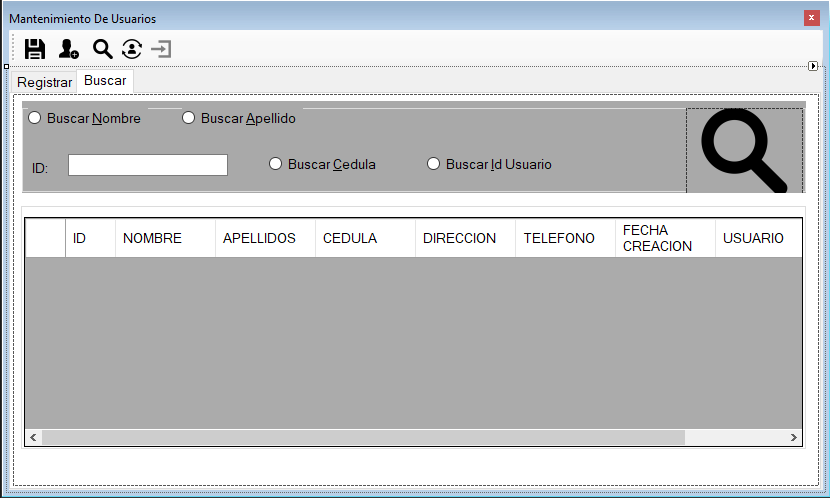 Mantenimiento De Usuarios
x
Registrar Buscar
Buscar Nombre Buscar Apellido
ID: Buscar Cedula Buscar Id Usuario
ID NOMBRE APELLIDOS CEDULA DIRECCION TELEFONO FECHA CREACION USUARIO